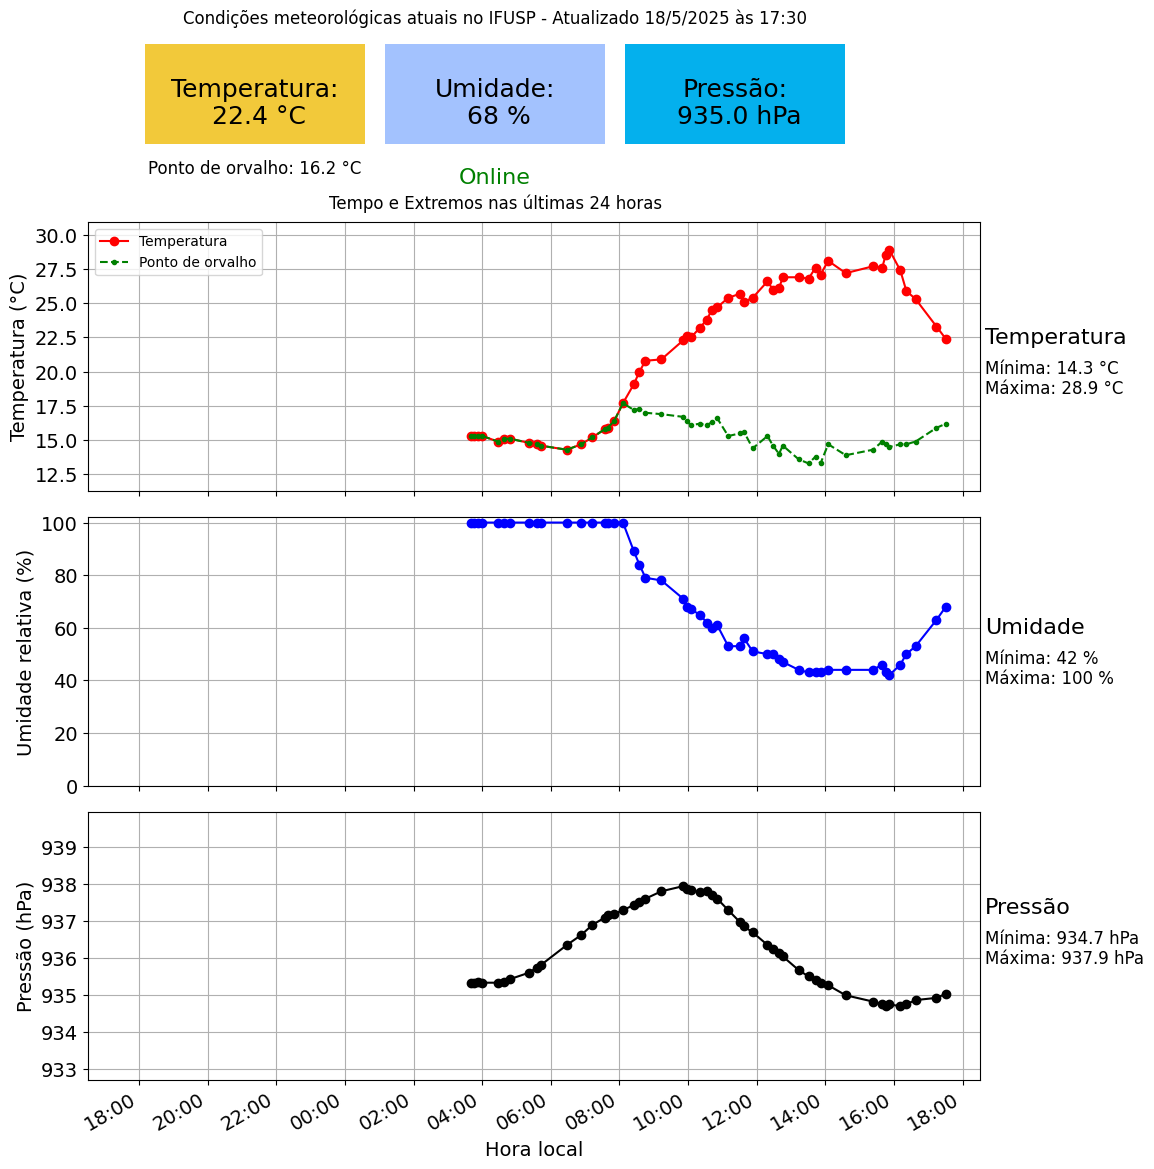 Condições meteorológicas atuais no IFUSP - Atualizado 18/5/2025 às 17:30
Temperatura:
22.4 °C
Umidade:
68 %
Pressão:
935.0 hPa
Ponto de orvalho: 16.2 °C
Online
Tempo e Extremos nas últimas 24 horas
Temperatura
Ponto de orvalho
Temperatura (°C)
30.0
27.5
25.0
22.5
20.0
17.5
15.0
12.5
Temperatura
Mínima: 14.3 °C
Máxima: 28.9 °C
Umidade relativa (%)
100
80
60
40
20
0
Umidade
Mínima: 42 %
Máxima: 100 %
Pressão (hPa)
939
938
937
936
935
934
933
Pressão
Mínima: 934.7 hPa
Máxima: 937.9 hPa
18:00
20:00
22:00
00:00
02:00
04:00
06:00
08:00
10:00
12:00
14:00
16:00
18:00
Hora local